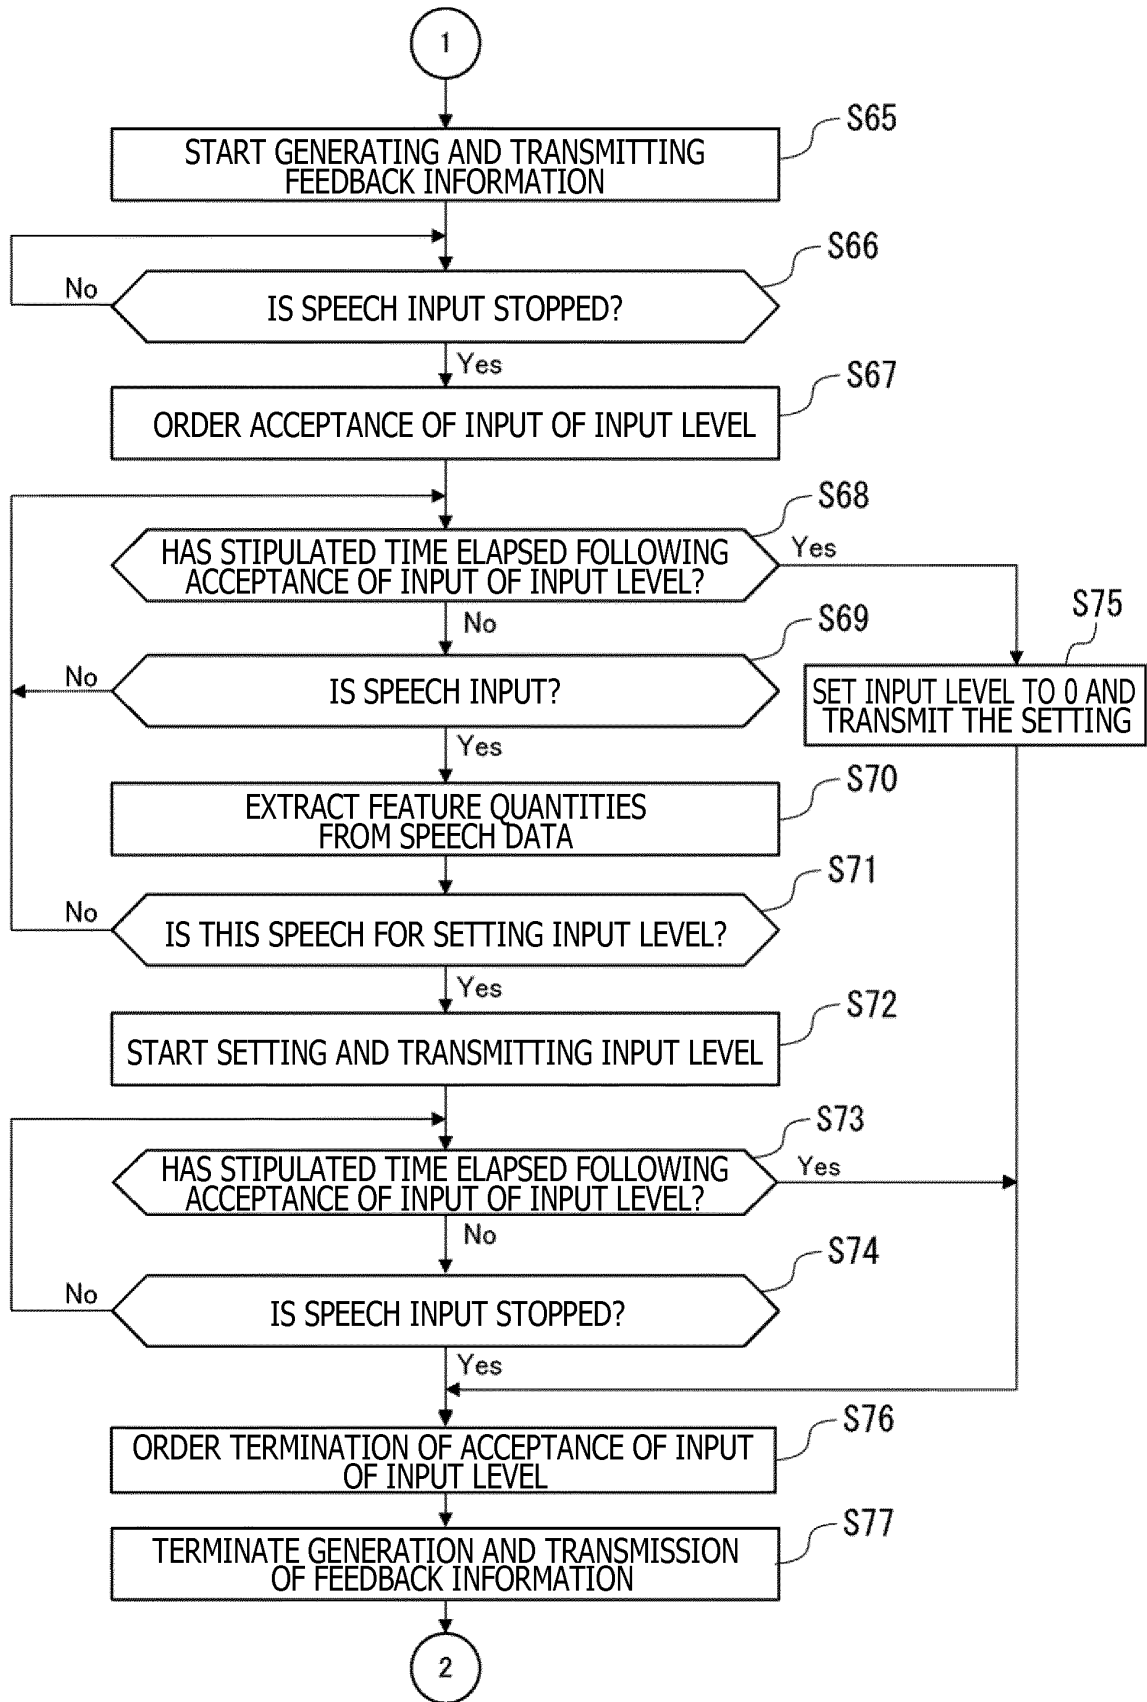 1
S65
START GENERATING AND TRANSMITTING
FEEDBACK INFORMATION
S66
No
IS SPEECH INPUT STOPPED?
Yes
S67
ORDER ACCEPTANCE OF INPUT OF INPUT LEVEL
S68
HAS STIPULATED TIME ELAPSED FOLLOWING
ACCEPTANCE OF INPUT OF INPUT LEVEL?
Yes
No
S69
S75
No
IS SPEECH INPUT?
SET INPUT LEVEL TO 0 AND
TRANSMIT THE SETTING
Yes
S70
EXTRACT FEATURE QUANTITIES
FROM SPEECH DATA
S71
No
IS THIS SPEECH FOR SETTING INPUT LEVEL?
Yes
S72
START SETTING AND TRANSMITTING INPUT LEVEL
S73
HAS STIPULATED TIME ELAPSED FOLLOWING
ACCEPTANCE OF INPUT OF INPUT LEVEL?
Yes
No
S74
No
IS SPEECH INPUT STOPPED?
Yes
S76
ORDER TERMINATION OF ACCEPTANCE OF INPUT
OF INPUT LEVEL
S77
TERMINATE GENERATION AND TRANSMISSION
OF FEEDBACK INFORMATION
2